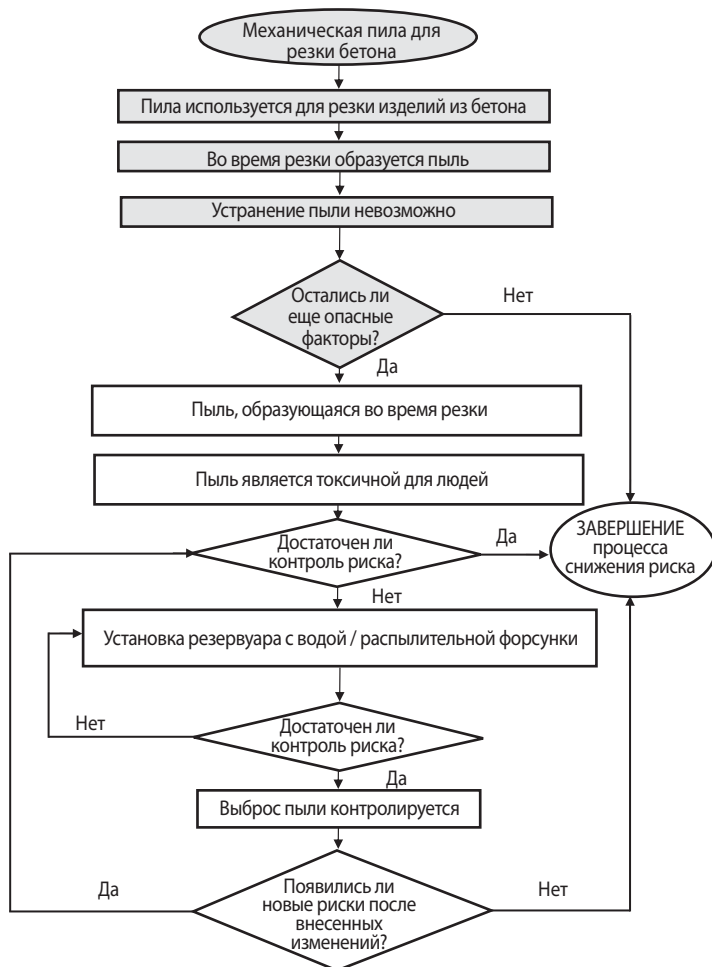 Механическая пила для
резки бетона
Пила используется для резки изделий из бетона
Во время резки образуется пыль
Устранение пыли невозможно
Остались ли
еще опасные
факторы?
Нет
Да
Пыль, образующаяся во время резки
Пыль является токсичной для людей
Достаточен ли
контроль риска?
Да
ЗАВЕРШЕНИЕ
процесса
снижения риска
Нет
Установка резервуара с водой / распылительной форсунки
Нет
Достаточен ли
контроль риска?
Да
Выброс пыли контролируется
Да
Появились ли
новые риски после
внесенных
изменений?
Нет